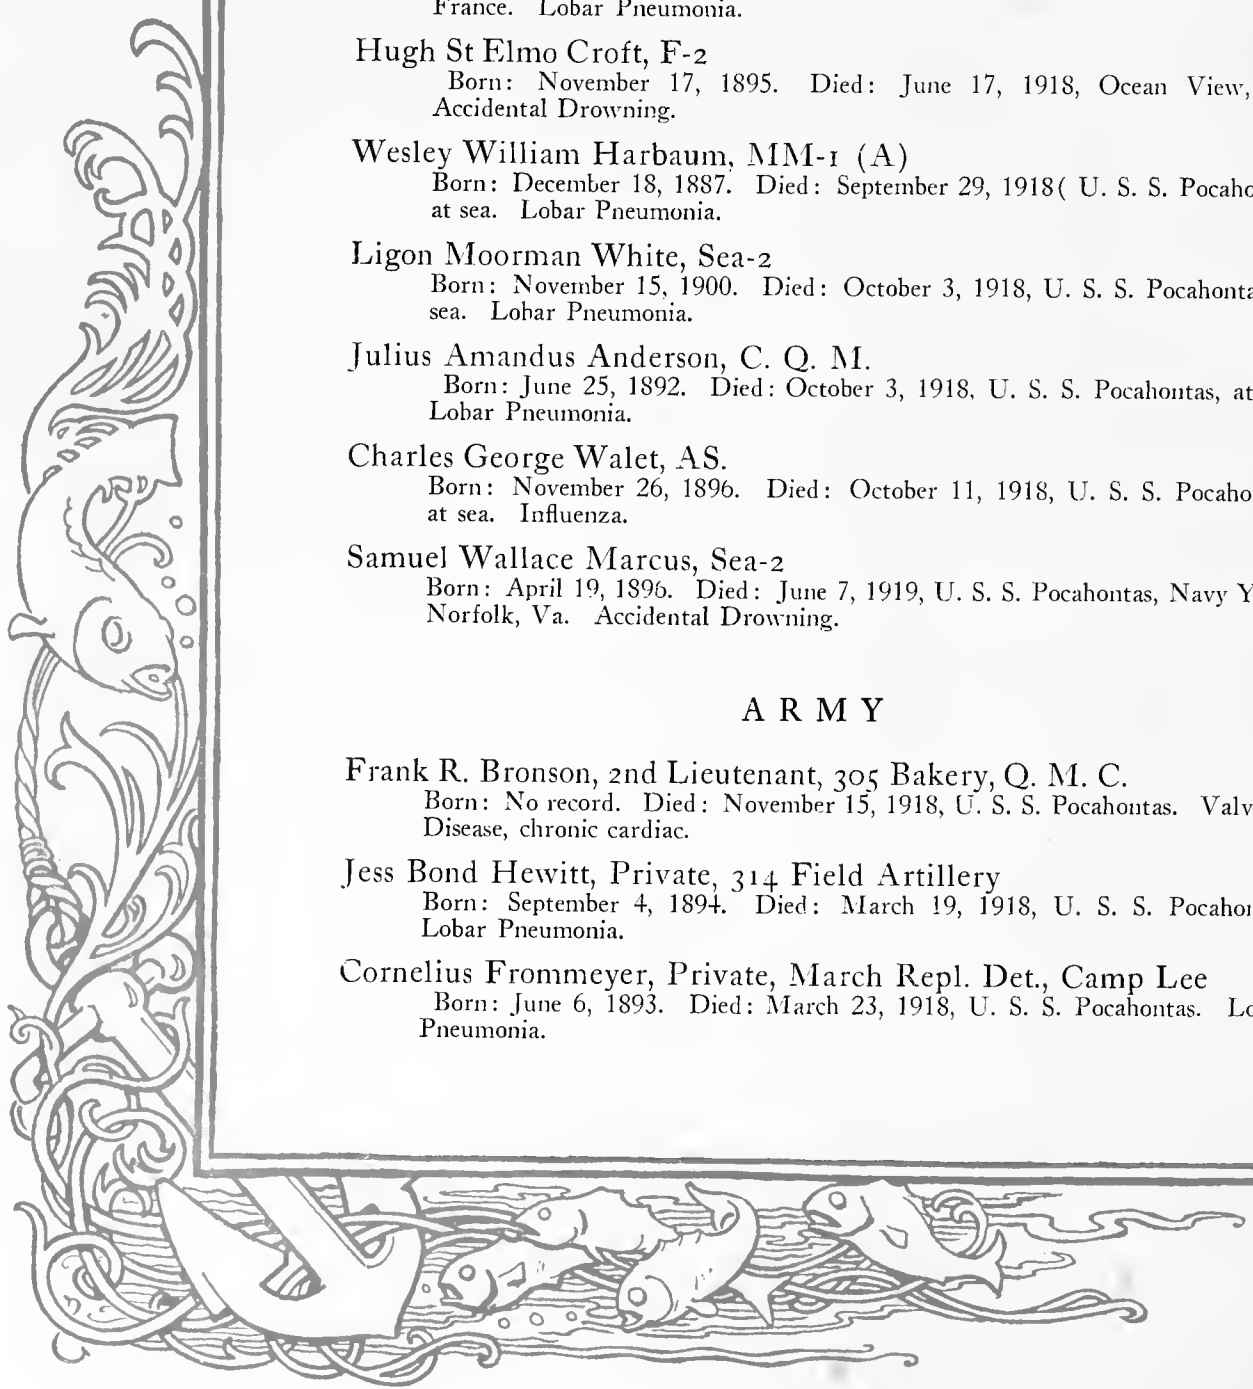 France. Lobar Pneumonia.
Hugh St Elmo Croft, F-2
Born: November 17, 1895. Died: June 17, 1918, Ocean View,
Accidental Drowning.
Wesley William Harbaum, MM-1 (A)
Born: December 18, 1887. Died: September 29, 1918( U. S. S. Pocaho
at sea. Lobar Pneumonia.
Ligon Moorman White, Sea-2
Born: November 15, 1900. Died: October 3, 1918, U. S. S. Pocahonta
sea. Lobar Pneumonia.
Julius Amandus Anderson, C. Q. M.
Born: June 25, 1892. Died: October 3, 1918, U. S. S. Pocahontas, at
Lobar Pneumonia.
Charles George Walet, AS.
Born: November 26, 1896. Died: October 11, 1918, U. S. S. Pocaho
at sea. Influenza.
Samuel Wallace Marcus, Sea-2
Born: April 19, 1896. Died: June 7, 1919, U. S. S. Pocahontas, Navy Y
Norfolk, Va. Accidental Drowning.
ARMY
Frank R. Bronson, 2nd Lieutenant, 305 Bakery, Q. M. C.
Born: No record. Died: November 15, 1918, U. S. S. Pocahontas. Valv
Disease, chronic cardiac.
Jess Bond Hewitt, Private, 314 Field Artillery
Born: September 4, 1894. Died: March 19, 1918, U. S. S. Pocahon
Lobar Pneumonia.
Cornelius Frommeyer, Private, March Repl. Det., Camp Lee
Born: June 6, 1893. Died: March 23, 1918, U. S. S. Pocahontas. Lo
Pneumonia.